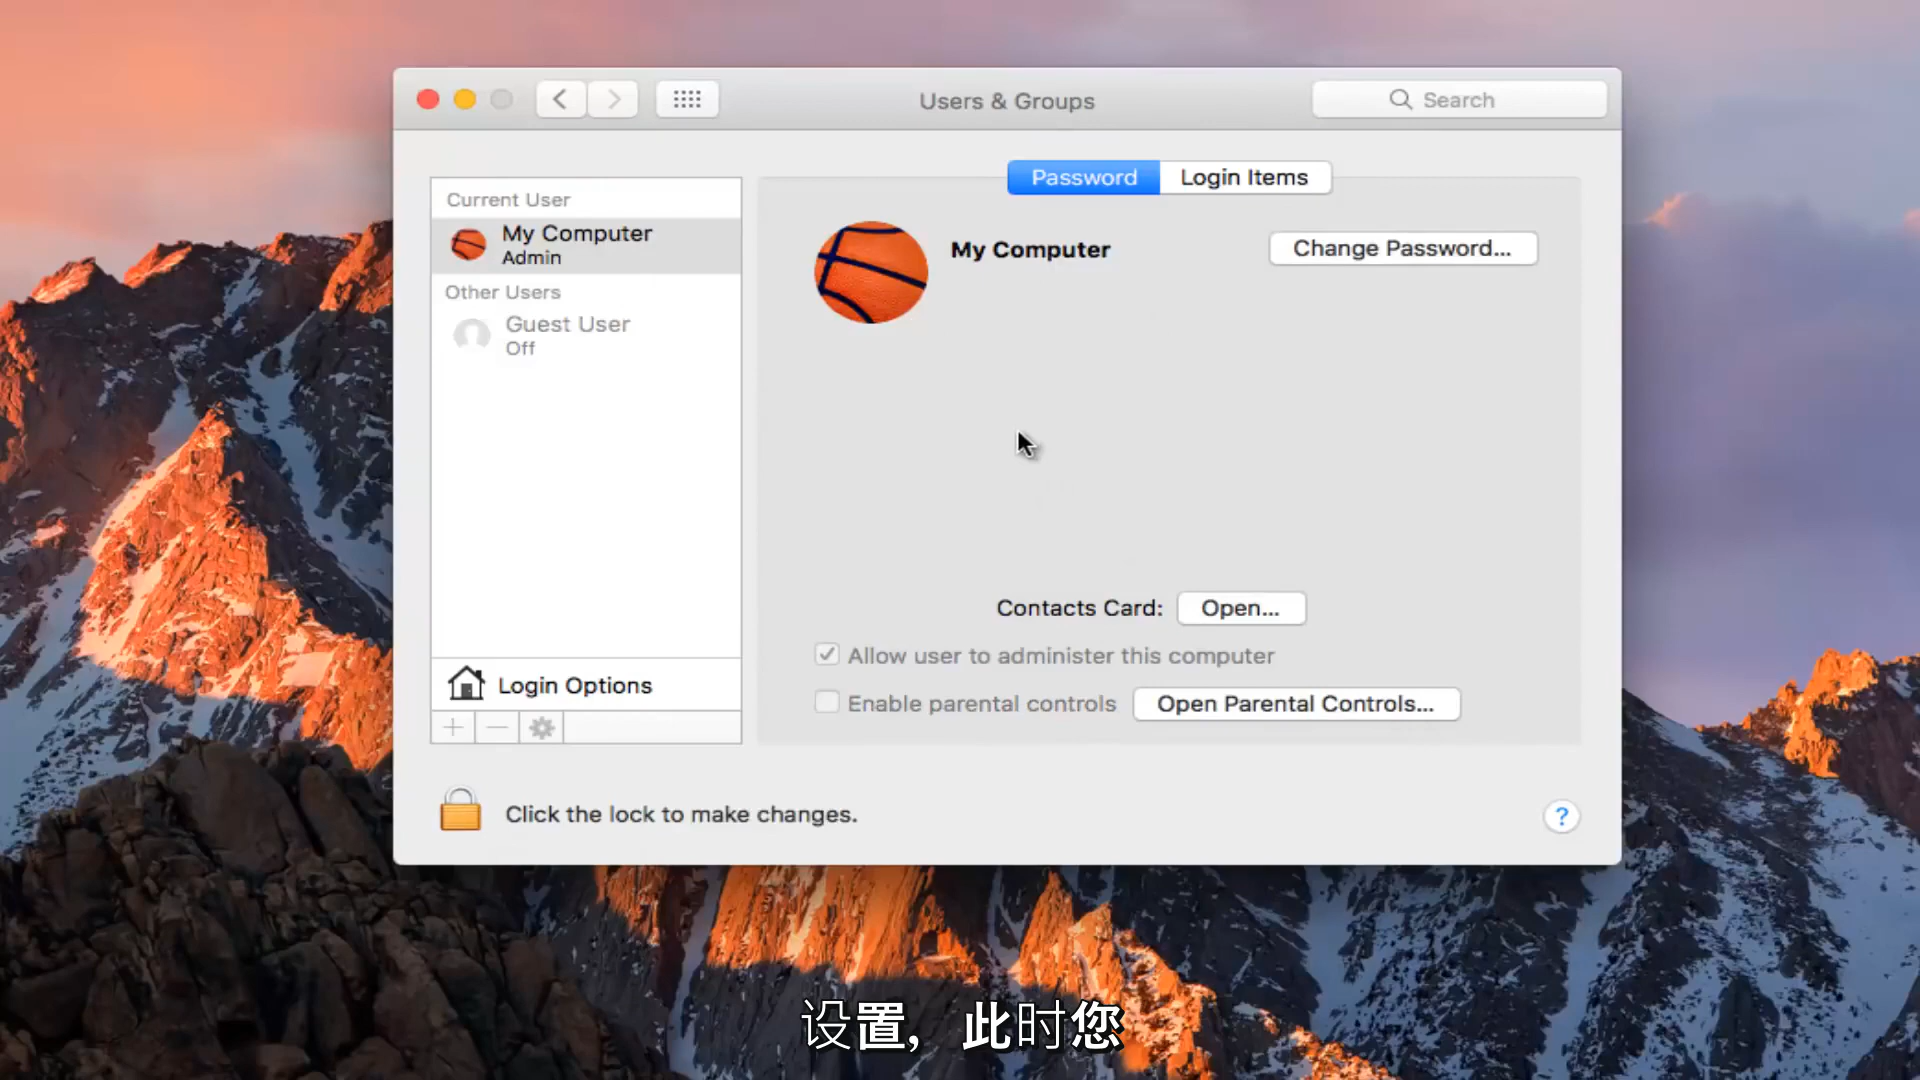 Users & Groups
Search
Password
Login Items
Current User
My Computer
Admin
Other Users
Guest User
Off
Login Options
My Computer
Change Password...
Contacts Card:
Open...
Allow user to administer this computer
Enable parental controls
Open Parental Controls...
Click the lock to make changes.
?
设置，此时您